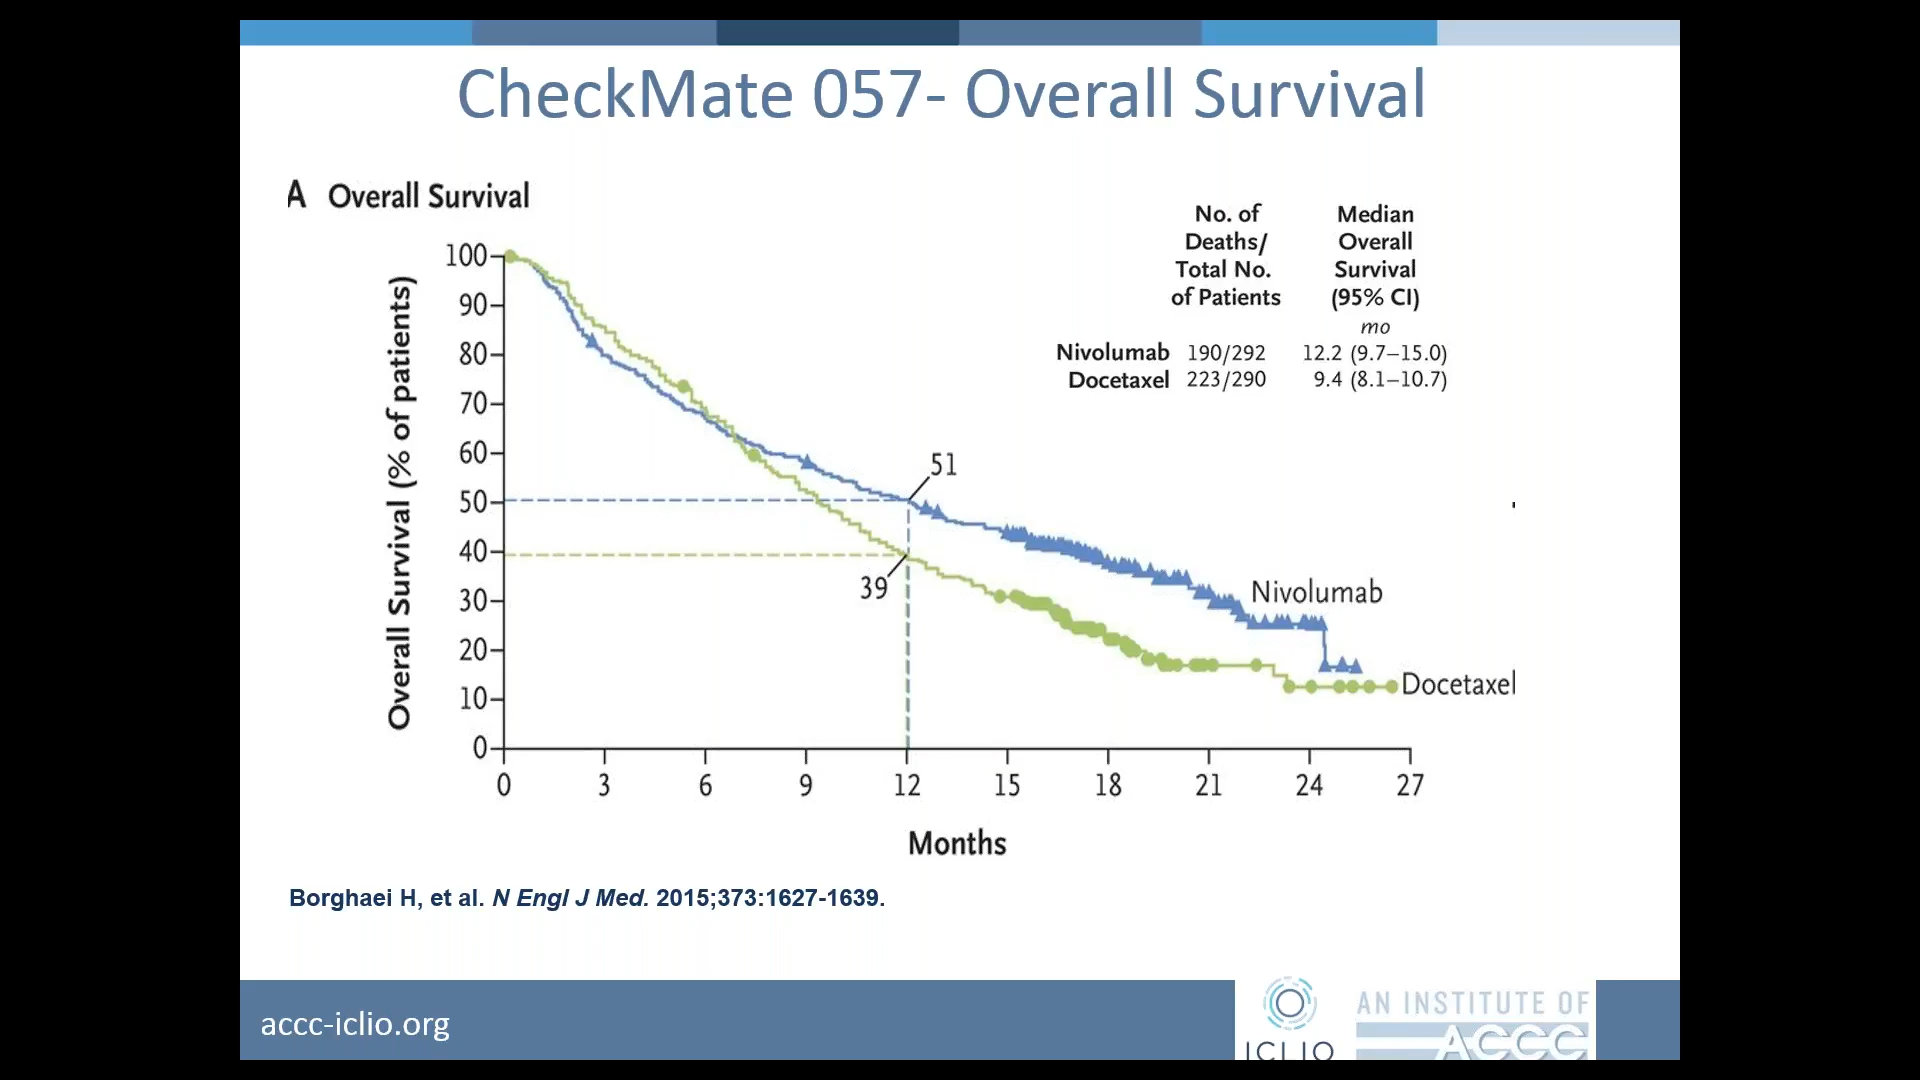 CheckMate 057- Overall Survival
A Overall Survival
No. of Deaths/ Total No. of Patients
Median Overall Survival (95% CI)
mo
Nivolumab 190/292 12.2 (9.7–15.0)
Docetaxel 223/290 9.4 (8.1–10.7)
Overall Survival (% of patients)
100
90
80
70
60
50
40
30
20
10
0
51
39
Nivolumab
Docetaxel
0 3 6 9 12 15 18 21 24 27
Months
Borghaei H, et al. N Engl J Med. 2015;373:1627-1639.
accc-iclio.org
ICLIO
AN INSTITUTE OF
ACCC